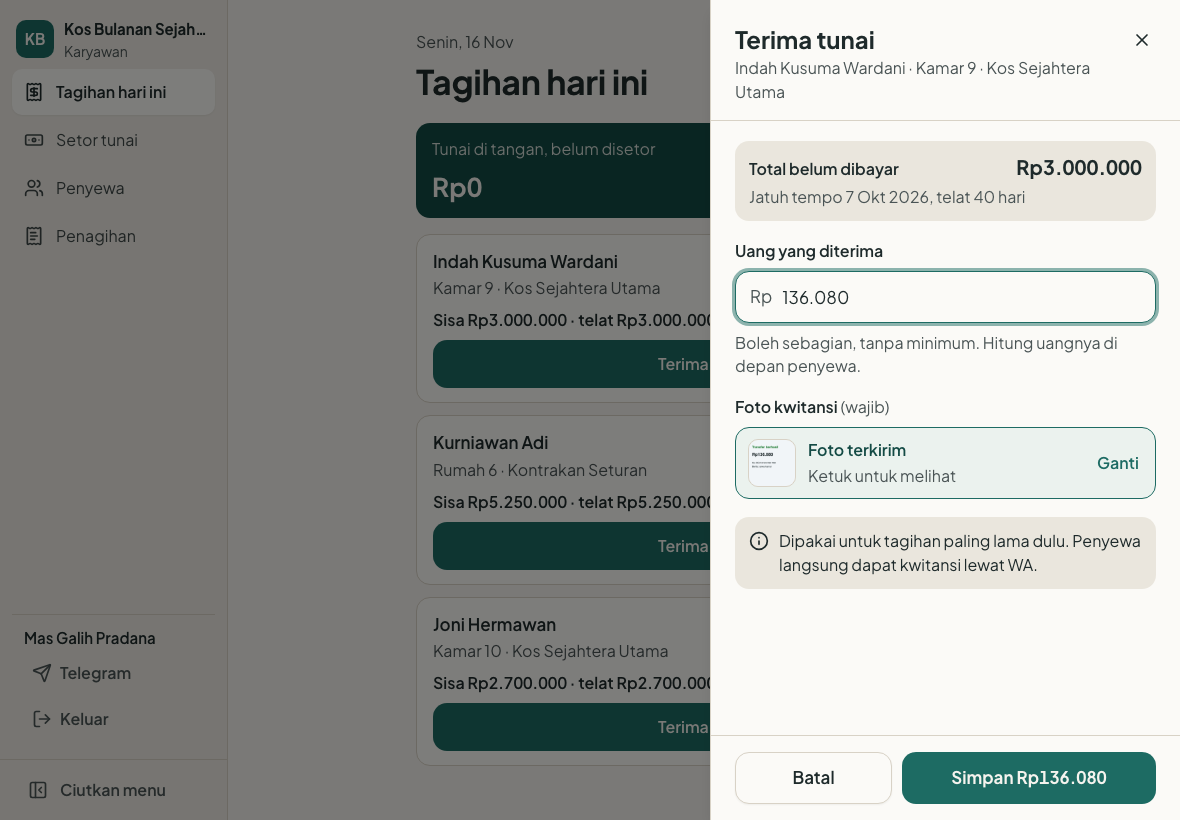 KB
Kos Bulanan Sejah…
Karyawan
Tagihan hari ini
Setor tunai
Penyewa
Penagihan
Mas Galih Pradana
Telegram
Keluar
Ciutkan menu
Senin, 16 Nov
Tagihan hari ini
Tunai di tangan, belum disetor
Rp0
Indah Kusuma Wardani
Kamar 9 · Kos Sejahtera Utama
Sisa Rp3.000.000 · telat Rp3.000.000
Terima
Kurniawan Adi
Rumah 6 · Kontrakan Seturan
Sisa Rp5.250.000 · telat Rp5.250.000
Terima
Joni Hermawan
Kamar 10 · Kos Sejahtera Utama
Sisa Rp2.700.000 · telat Rp2.700.000
Terima
Terima tunai
Indah Kusuma Wardani · Kamar 9 · Kos Sejahtera
Utama
Total belum dibayar Rp3.000.000
Jatuh tempo 7 Okt 2026, telat 40 hari
Uang yang diterima
Rp 136.080
Boleh sebagian, tanpa minimum. Hitung uangnya di
depan penyewa.
Foto kwitansi (wajib)
Foto terkirim
Ketuk untuk melihat
Ganti
Dipakai untuk tagihan paling lama dulu. Penyewa
langsung dapat kwitansi lewat WA.
Batal
Simpan Rp136.080